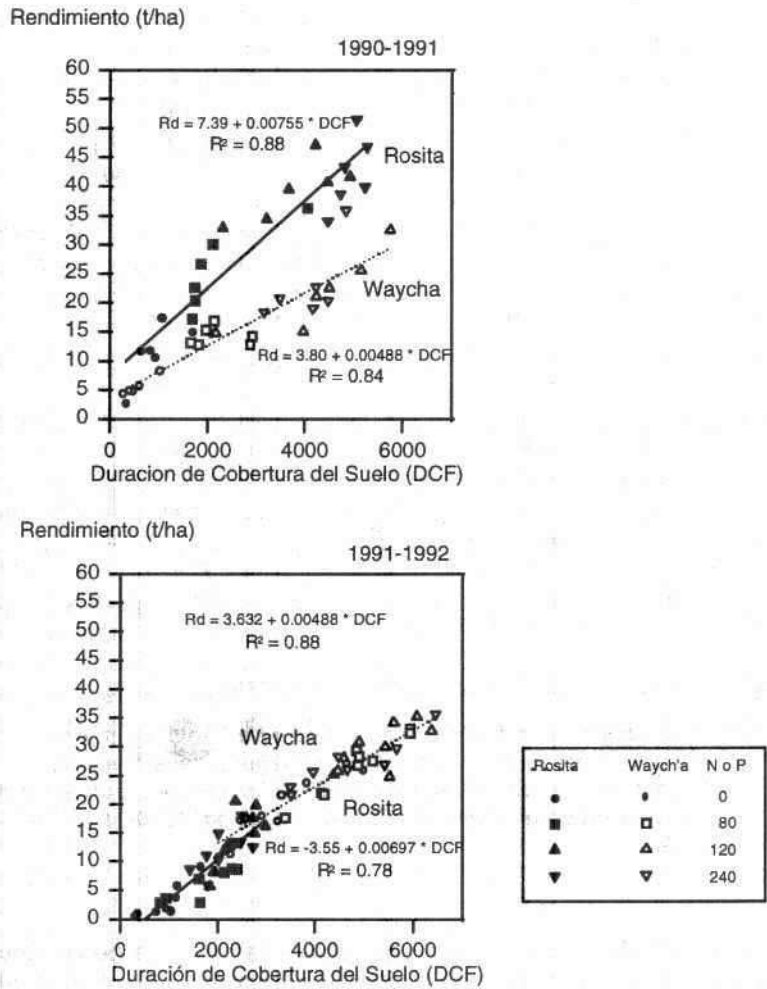 Rendimiento (t/ha)
1990-1991
60
55
50
45
40
35
30
25
20
15
10
5
0
Rd = 7.39 + 0.00755 * DCF
R² = 0.88
Rosita
Waycha
Rd = 3.80 + 0.00488 * DCF
R² = 0.84
0 2000 4000 6000
Duracion de Cobertura del Suelo (DCF)
Rendimiento (t/ha)
1991-1992
60
55
50
45
40
35
30
25
20
15
10
5
0
Rd = 3.632 + 0.00488 * DCF
R² = 0.88
Waycha
Rosita
Rd = -3.55 + 0.00697 * DCF
R² = 0.78
0 2000 4000 6000
Duración de Cobertura del Suelo (DCF)
Rosita Waych'a N o P
0
80
120
240